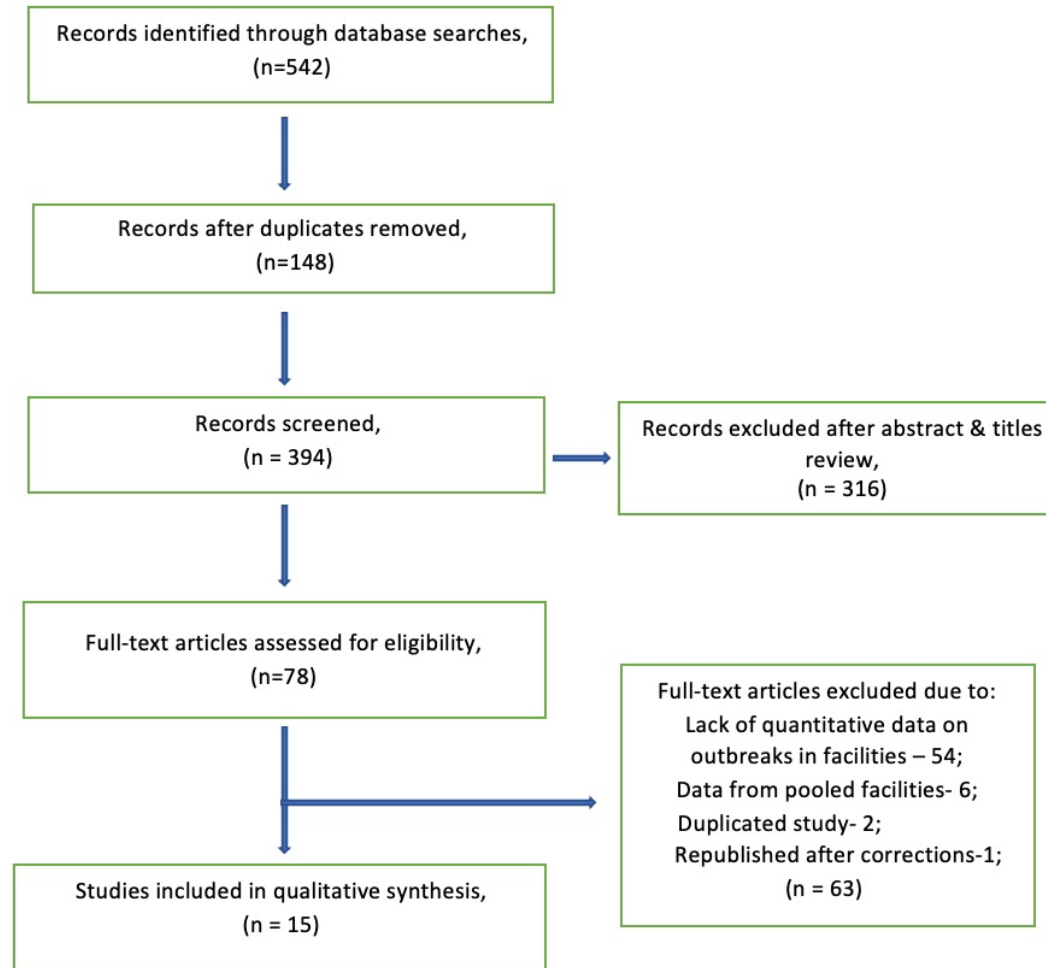 Records identified through database searches,
(n=542)
Records after duplicates removed,
(n=148)
Records screened,
(n = 394)
Records excluded after abstract & titles
review,
(n = 316)
Full-text articles assessed for eligibility,
(n=78)
Full-text articles excluded due to:
Lack of quantitative data on
outbreaks in facilities – 54;
Data from pooled facilities- 6;
Duplicated study- 2;
Republished after corrections-1;
(n = 63)
Studies included in qualitative synthesis,
(n = 15)